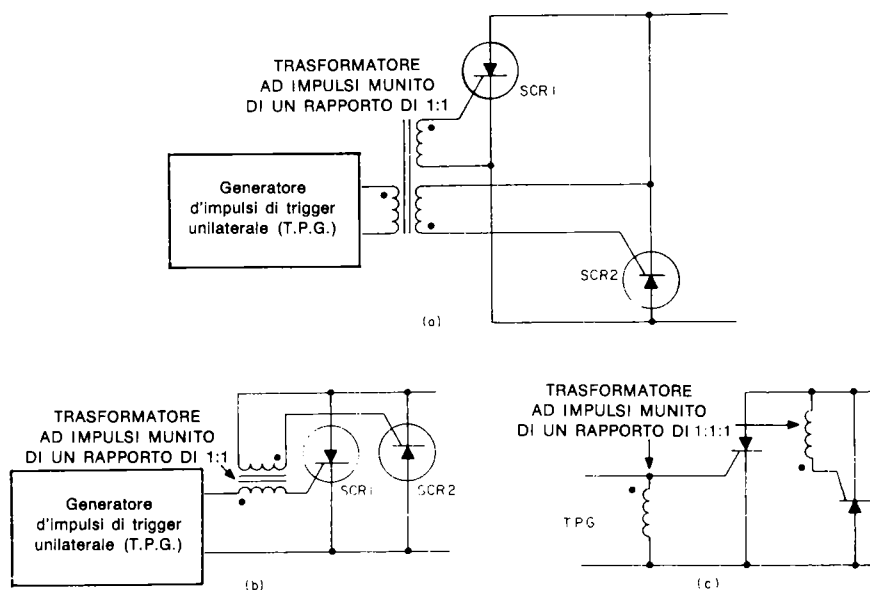 TRASFORMATORE
AD IMPULSI MUNITO
DI UN RAPPORTO DI 1:1
SCR1
Generatore
d'impulsi di trigger
unilaterale (T.P.G.)
SCR2
(a)
TRASFORMATORE
AD IMPULSI MUNITO
DI UN RAPPORTO DI 1:1
Generatore
d'impulsi di trigger
unilaterale (T.P.G.)
SCR1
SCR2
(b)
TRASFORMATORE
AD IMPULSI MUNITO
DI UN RAPPORTO DI 1:1:1
T.P.G
(c)